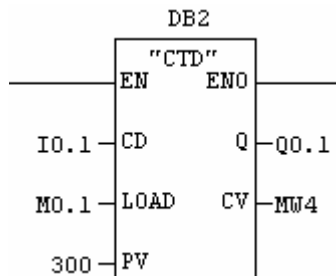 DB2
"CTD"
EN ENO
I0.1 CD Q Q0.1
M0.1 LOAD CV MW4
300 PV